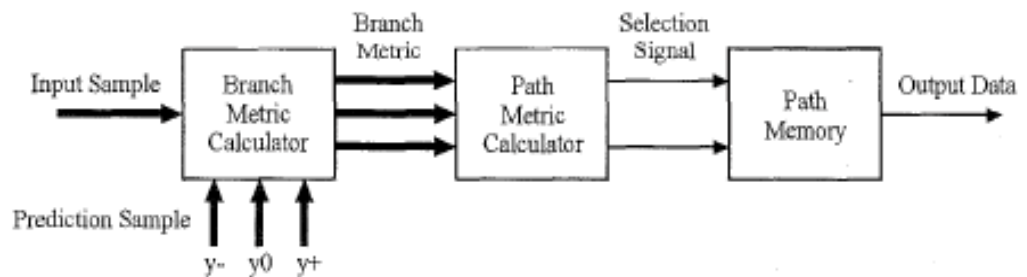 Branch
Metric
Selection
Signal
Input Sample
Branch
Metric
Calculator
Path
Metric
Calculator
Path
Memory
Output Data
Prediction Sample
y- y0 y+